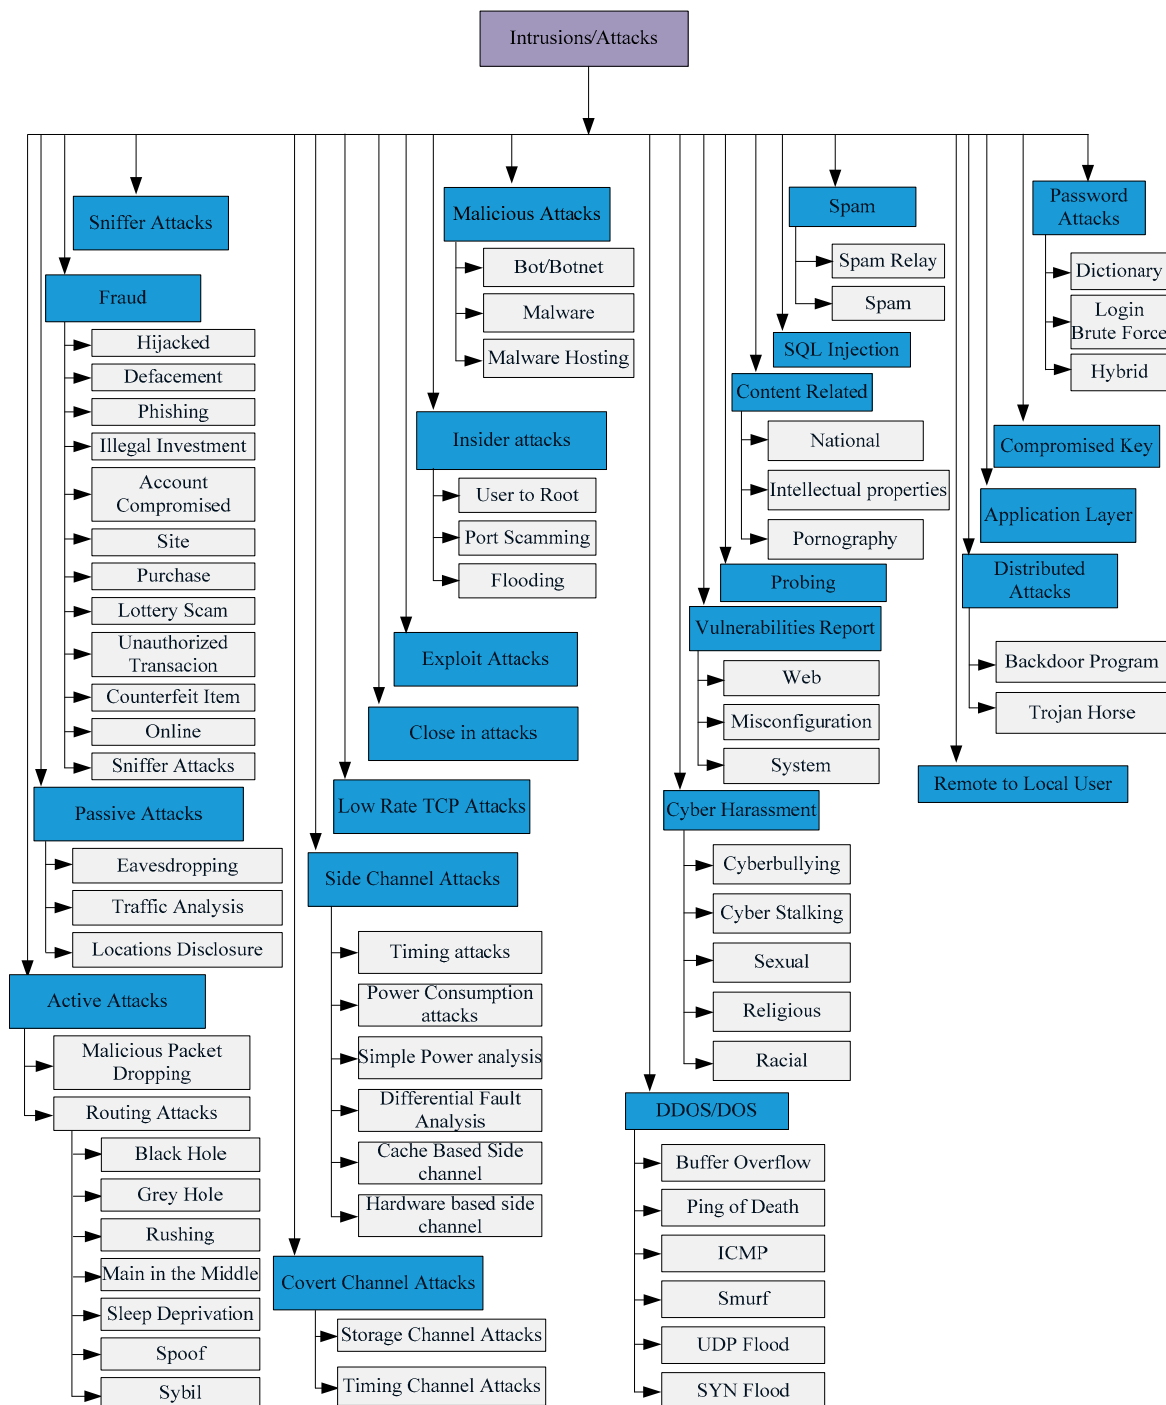 Intrusions/Attacks
Sniffer Attacks
Fraud
Hijacked
Defacement
Phishing
Illegal Investment
Account
Compromised
Site
Purchase
Lottery Scam
Unauthorized
Transacion
Counterfeit Item
Online
Sniffer Attacks
Passive Attacks
Eavesdropping
Traffic Analysis
Locations Disclosure
Active Attacks
Malicious Packet
Dropping
Routing Attacks
Black Hole
Grey Hole
Rushing
Main in the Middle
Sleep Deprivation
Spoof
Sybil
Malicious Attacks
Bot/Botnet
Malware
Malware Hosting
Insider attacks
User to Root
Port Scamming
Flooding
Exploit Attacks
Close in attacks
Low Rate TCP Attacks
Side Channel Attacks
Timing attacks
Power Consumption
attacks
Simple Power analysis
Differential Fault
Analysis
Cache Based Side
channel
Hardware based side
channel
Covert Channel Attacks
Storage Channel Attacks
Timing Channel Attacks
Spam
Spam Relay
Spam
SQL Injection
Content Related
National
Intellectual properties
Pornography
Probing
Vulnerabilities Report
Web
Misconfiguration
System
Cyber Harassment
Cyberbullying
Cyber Stalking
Sexual
Religious
Racial
DDOS/DOS
Buffer Overflow
Ping of Death
ICMP
Smurf
UDP Flood
SYN Flood
Password
Attacks
Dictionary
Login
Brute Force
Hybrid
Compromised Key
Application Layer
Distributed
Attacks
Backdoor Program
Trojan Horse
Remote to Local User